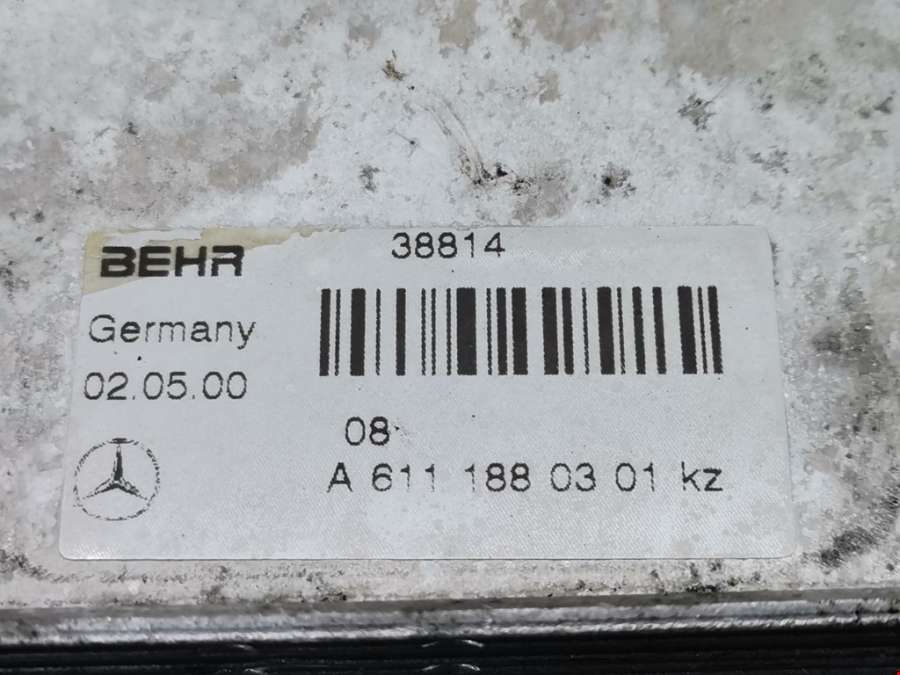 BEHR
38814
Germany
02.05.00
08
A 611 188 03 01 kz